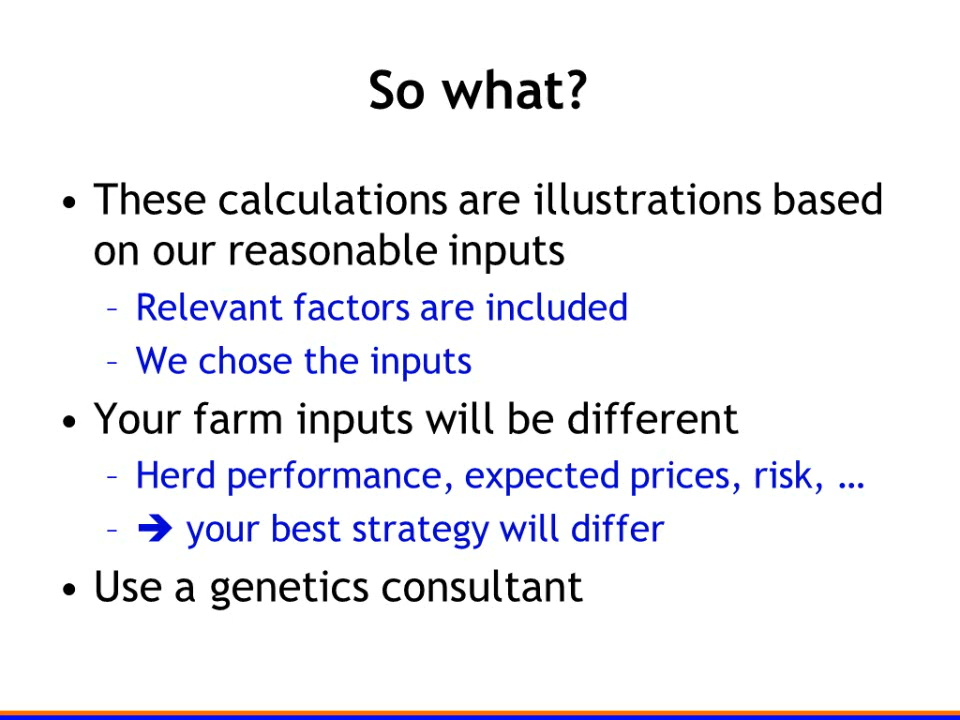 So what?
• These calculations are illustrations based
on our reasonable inputs
– Relevant factors are included
– We chose the inputs
• Your farm inputs will be different
– Herd performance, expected prices, risk, …
– ➔ your best strategy will differ
• Use a genetics consultant